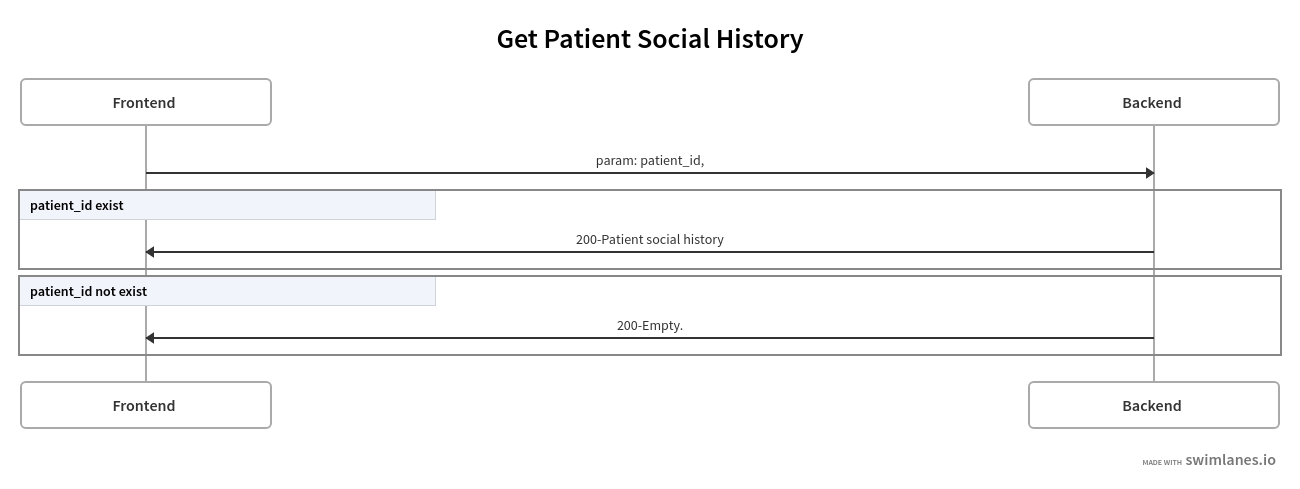 Get Patient Social History
Frontend
Backend
param: patient_id,
patient_id exist
200-Patient social history
patient_id not exist
200-Empty.
Frontend
Backend
MADE WITH swimlanes.io